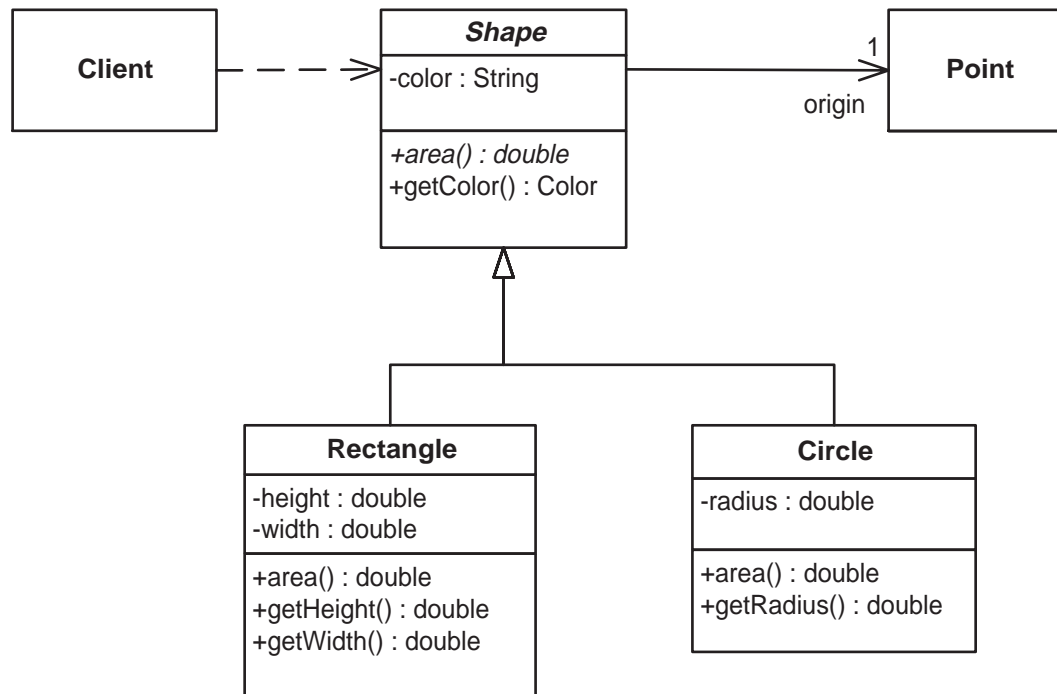 Client
Shape
-color : String
+area() : double
+getColor() : Color
1
origin
Point
Rectangle
-height : double
-width : double
+area() : double
+getHeight() : double
+getWidth() : double
Circle
-radius : double
+area() : double
+getRadius() : double